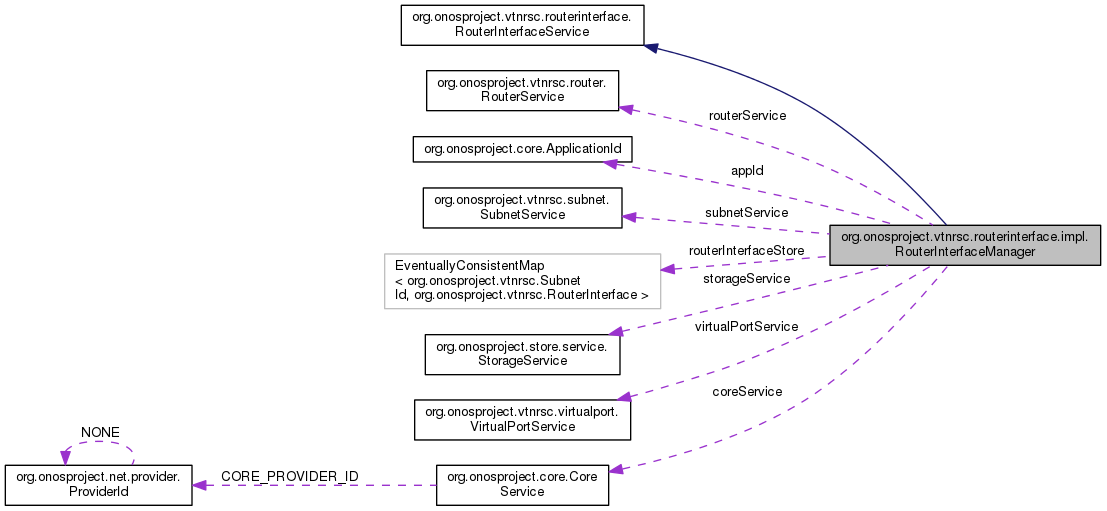 org.onosproject.vtnrsc.routerinterface.
RouterInterfaceService
org.onosproject.vtnrsc.router.
RouterService
routerService
org.onosproject.core.ApplicationId
appId
org.onosproject.vtnrsc.subnet.
SubnetService
subnetService
org.onosproject.vtnrsc.routerinterface.impl.
RouterInterfaceManager
routerInterfaceStore
EventuallyConsistentMap
< org.onosproject.vtnrsc.Subnet
Id, org.onosproject.vtnrsc.RouterInterface >
storageService
org.onosproject.store.service.
StorageService
virtualPortService
org.onosproject.vtnrsc.virtualport.
VirtualPortService
coreService
NONE
org.onosproject.net.provider.
ProviderId
CORE_PROVIDER_ID
org.onosproject.core.Core
Service